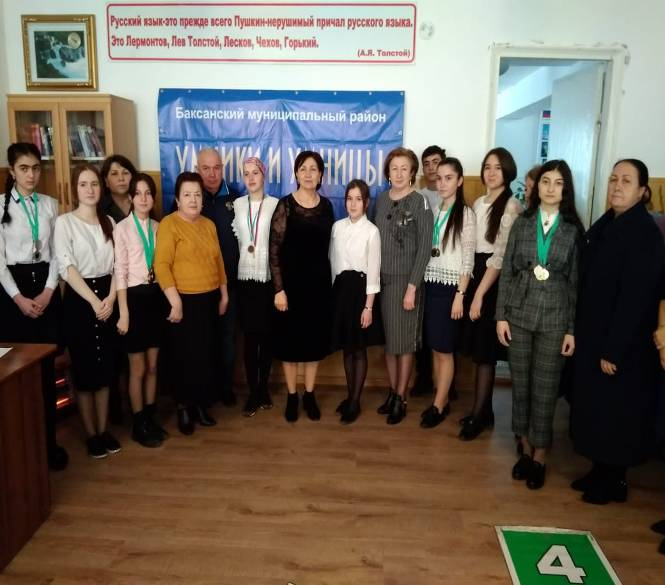 Русский язык-это прежде всего Пушкин-нерушимый причал русского языка.
Это Лермонтов, Лев Толстой, Лесков, Чехов, Горький.
(А.Я. Толстой)
Баксанский муниципальный район
УМНИКИ И УМНИЦЫ
4